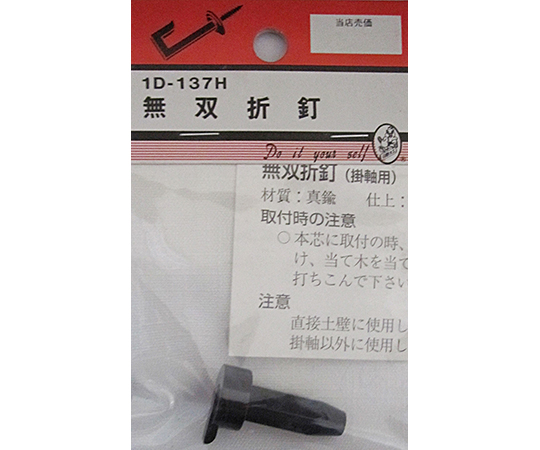 当店売価
1D-137H
無双折釘
Do it your self
無双折釘(掛軸用)
材質:真鍮 仕上:
取付時の注意
○本芯に取付の時、
け、当て木を当て
打ちこんで下さい
注意
直接土壁に使用し
掛軸以外に使用し